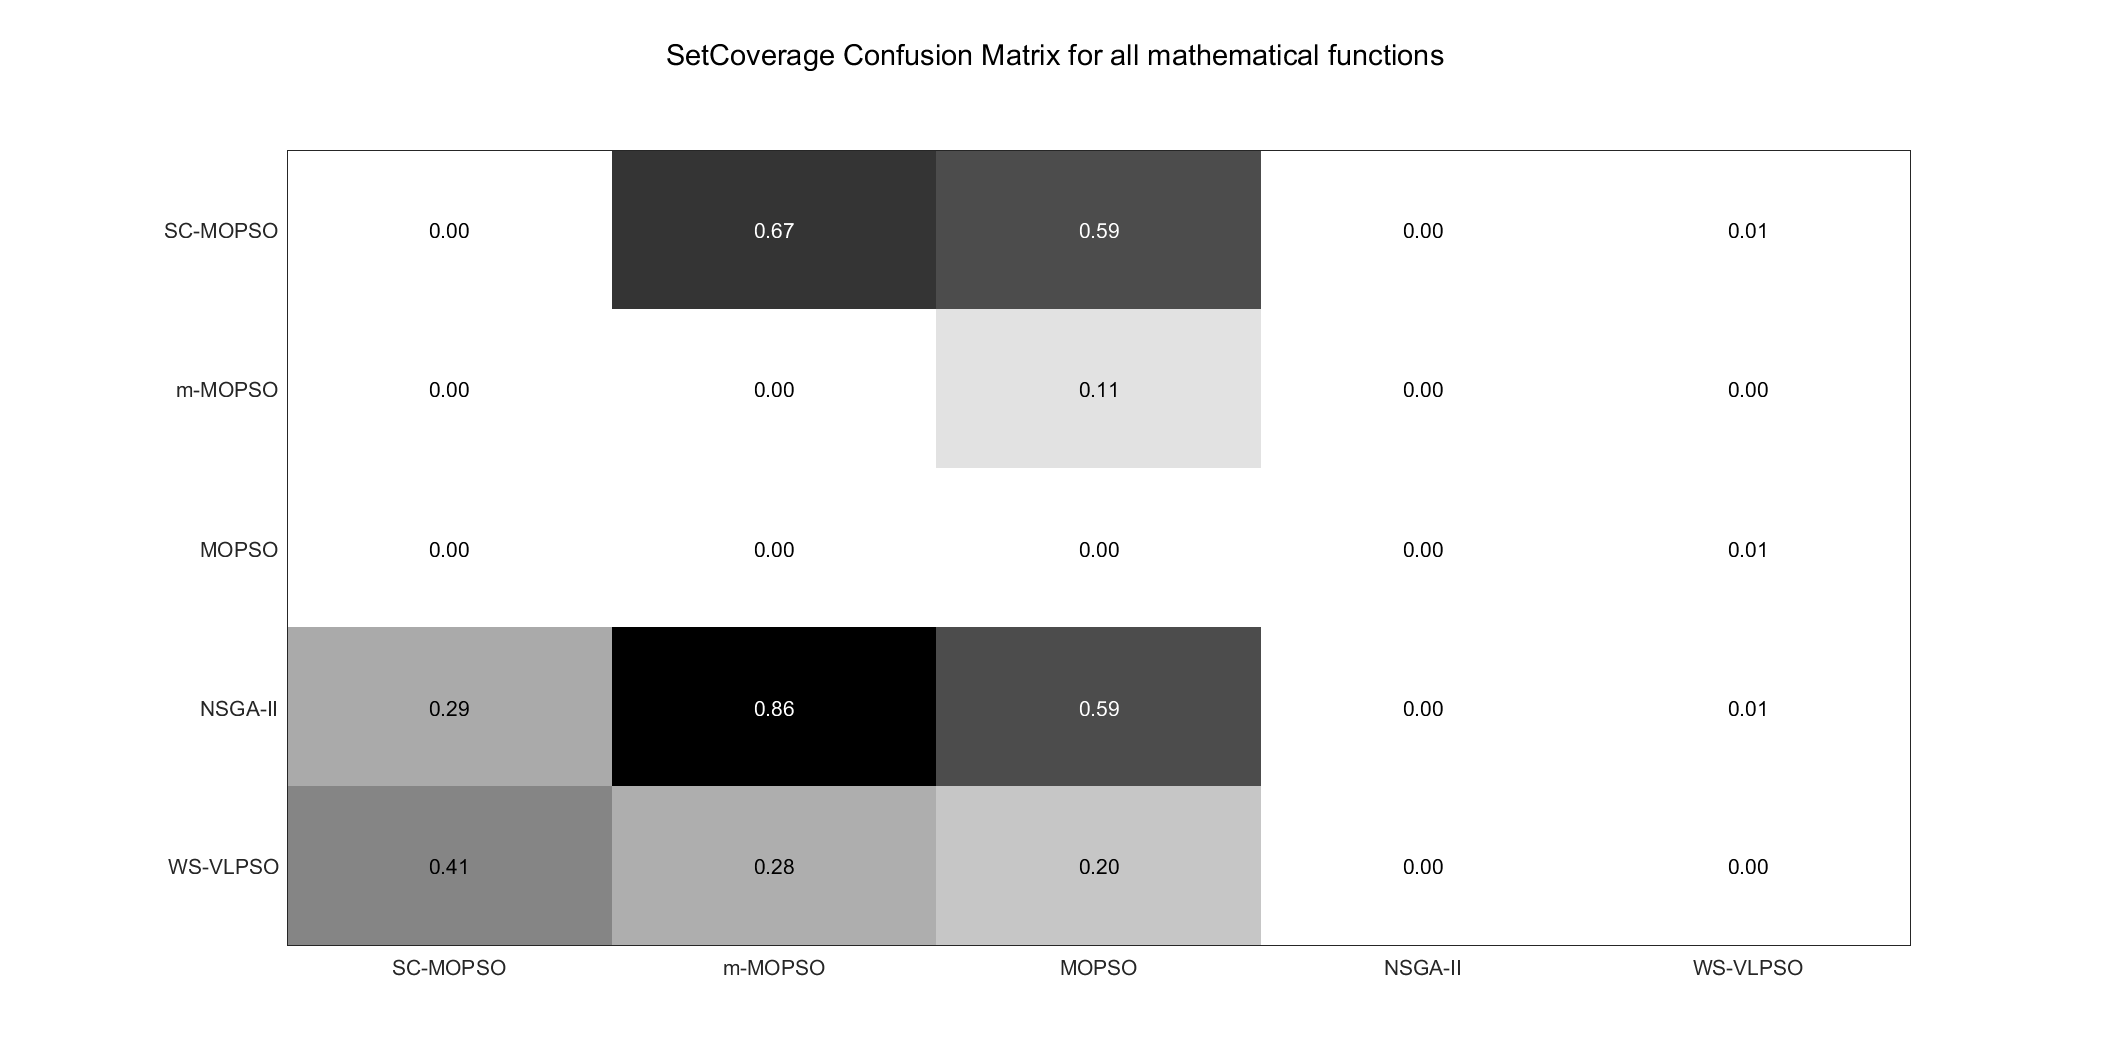 SetCoverage Confusion Matrix for all mathematical functions
SC-MOPSO 0.00 0.67 0.59 0.00 0.01
m-MOPSO 0.00 0.00 0.11 0.00 0.00
MOPSO 0.00 0.00 0.00 0.00 0.01
NSGA-II 0.29 0.86 0.59 0.00 0.01
WS-VLPSO 0.41 0.28 0.20 0.00 0.00
SC-MOPSO m-MOPSO MOPSO NSGA-II WS-VLPSO